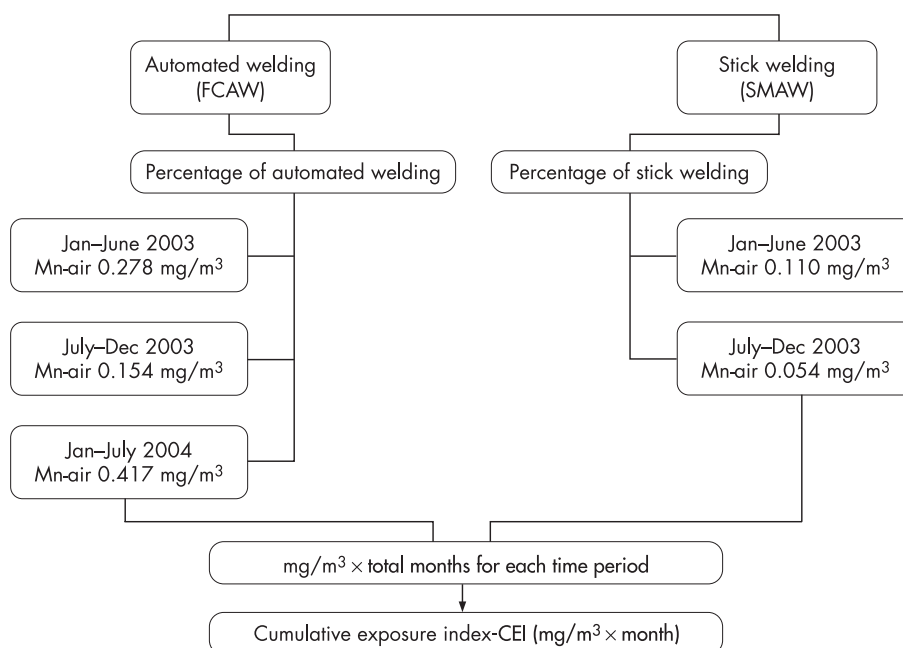 Automated welding
(FCAW)
Stick welding
(SMAW)
Percentage of automated welding
Percentage of stick welding
Jan–June 2003
Mn-air 0.278 mg/m³
Jan–June 2003
Mn-air 0.110 mg/m³
July–Dec 2003
Mn-air 0.154 mg/m³
July–Dec 2003
Mn-air 0.054 mg/m³
Jan–July 2004
Mn-air 0.417 mg/m³
mg/m³ × total months for each time period
Cumulative exposure index-CEI (mg/m³ × month)